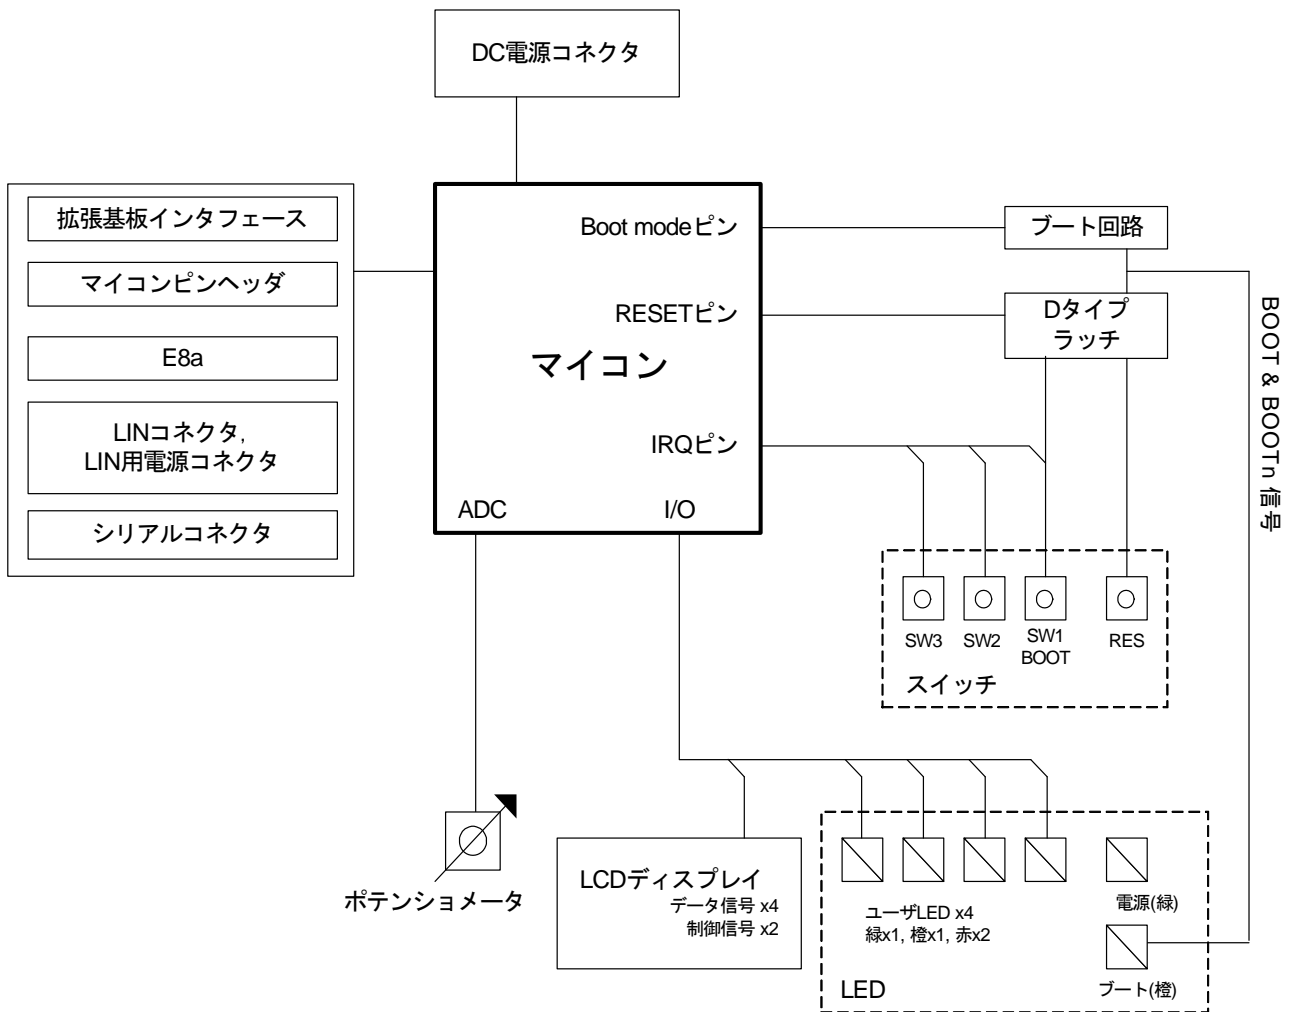 DC電源コネクタ
拡張基板インタフェース
マイコンピンヘッダ
E8a
LINコネクタ,
LIN用電源コネクタ
シリアルコネクタ
Boot modeピン
RESETピン
マイコン
IRQピン
ADC
I/O
ブート回路
Dタイプ
ラッチ
BOOT & BOOTn 信号
SW3
SW2
SW1
BOOT
RES
スイッチ
ポテンショメータ
LCDディスプレイ
データ信号 x4
制御信号 x2
ユーザLED x4
緑x1, 橙x1, 赤x2
電源(緑)
ブート(橙)
LED